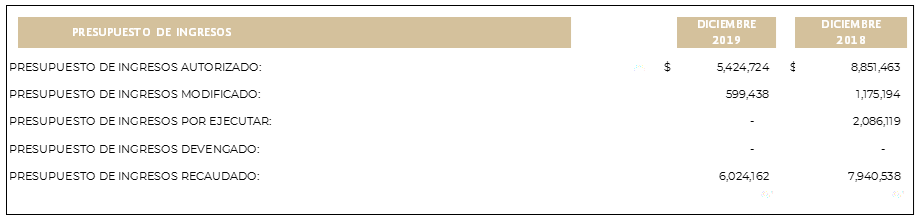 PRESUPUESTO DE INGRESOS DICIEMBRE 2019 DICIEMBRE 2018
PRESUPUESTO DE INGRESOS AUTORIZADO: $ 5,424,724 $ 8,851,463
PRESUPUESTO DE INGRESOS MODIFICADO: 599,438 1,175,194
PRESUPUESTO DE INGRESOS POR EJECUTAR: - 2,086,119
PRESUPUESTO DE INGRESOS DEVENGADO: - -
PRESUPUESTO DE INGRESOS RECAUDADO: 6,024,162 7,940,538